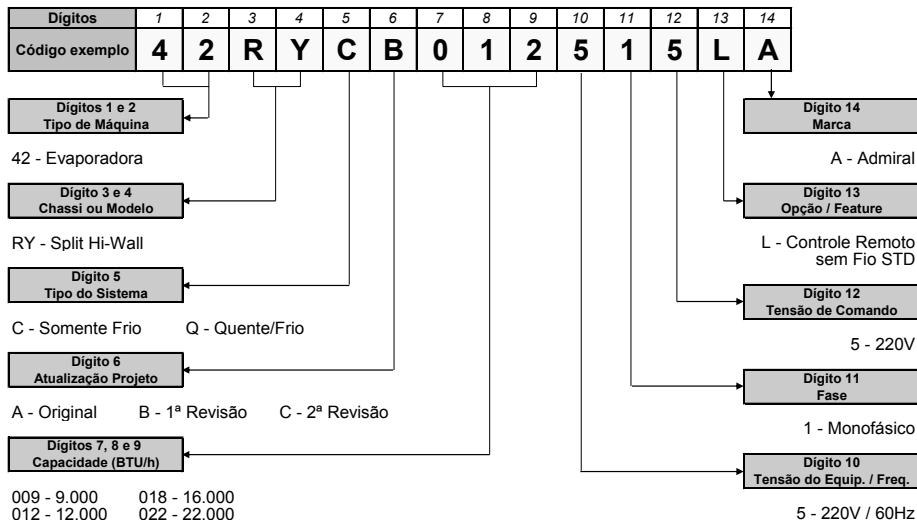 Dígitos 1 2 3 4 5 6 7 8 9 10 11 12 13 14
Código exemplo 4 2 R Y C B 0 1 2 5 1 5 L A
Dígitos 1 e 2
Tipo de Máquina
42 - Evaporadora
Dígito 3 e 4
Chassi ou Modelo
RY - Split Hi-Wall
Dígito 5
Tipo do Sistema
C - Somente Frio Q - Quente/Frio
Dígito 6
Atualização Projeto
A - Original B - 1ª Revisão C - 2ª Revisão
Dígitos 7, 8 e 9
Capacidade (BTU/h)
009 - 9.000 018 - 16.000
012 - 12.000 022 - 22.000
Dígito 14
Marca
A - Admiral
Dígito 13
Opção / Feature
L - Controle Remoto
sem Fio STD
Dígito 12
Tensão de Comando
5 - 220V
Dígito 11
Fase
1 - Monofásico
Dígito 10
Tensão do Equip. / Freq.
5 - 220V / 60Hz